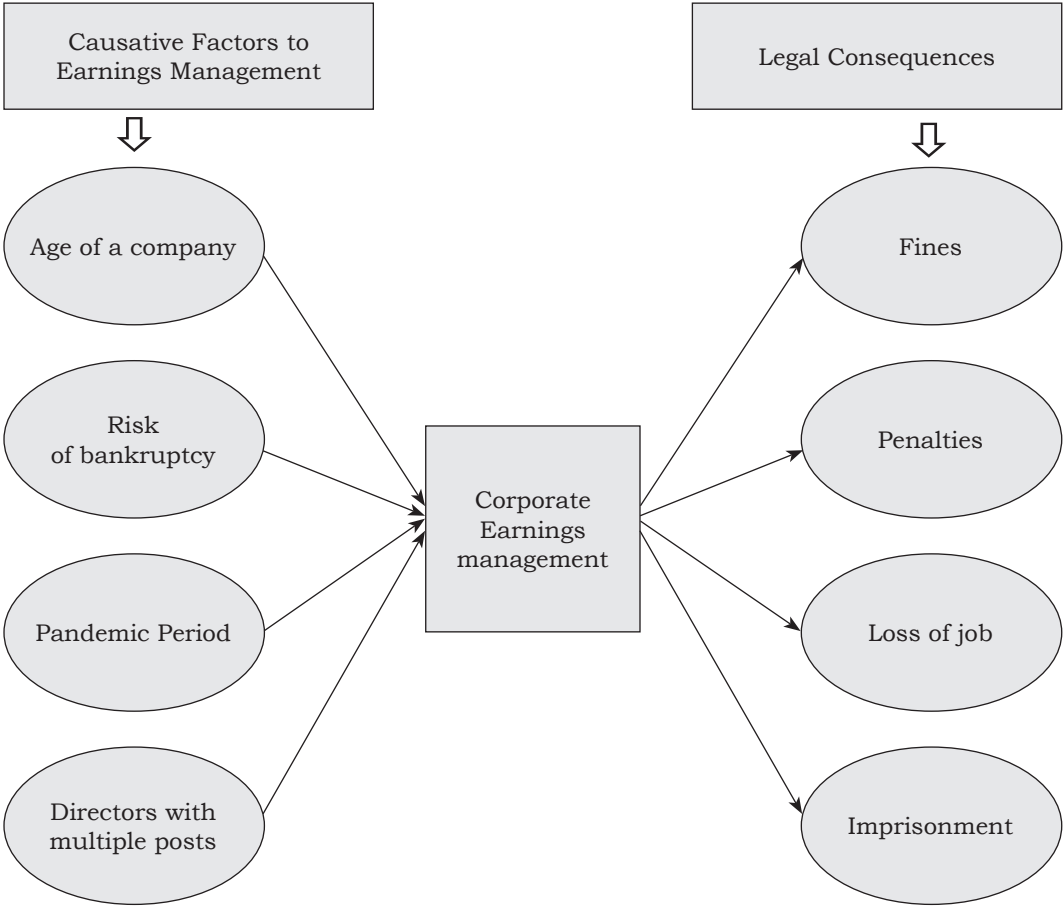 Causative Factors to
Earnings Management
Legal Consequences
Age of a company
Fines
Risk
of bankruptcy
Penalties
Corporate
Earnings
management
Pandemic Period
Loss of job
Directors with
multiple posts
Imprisonment